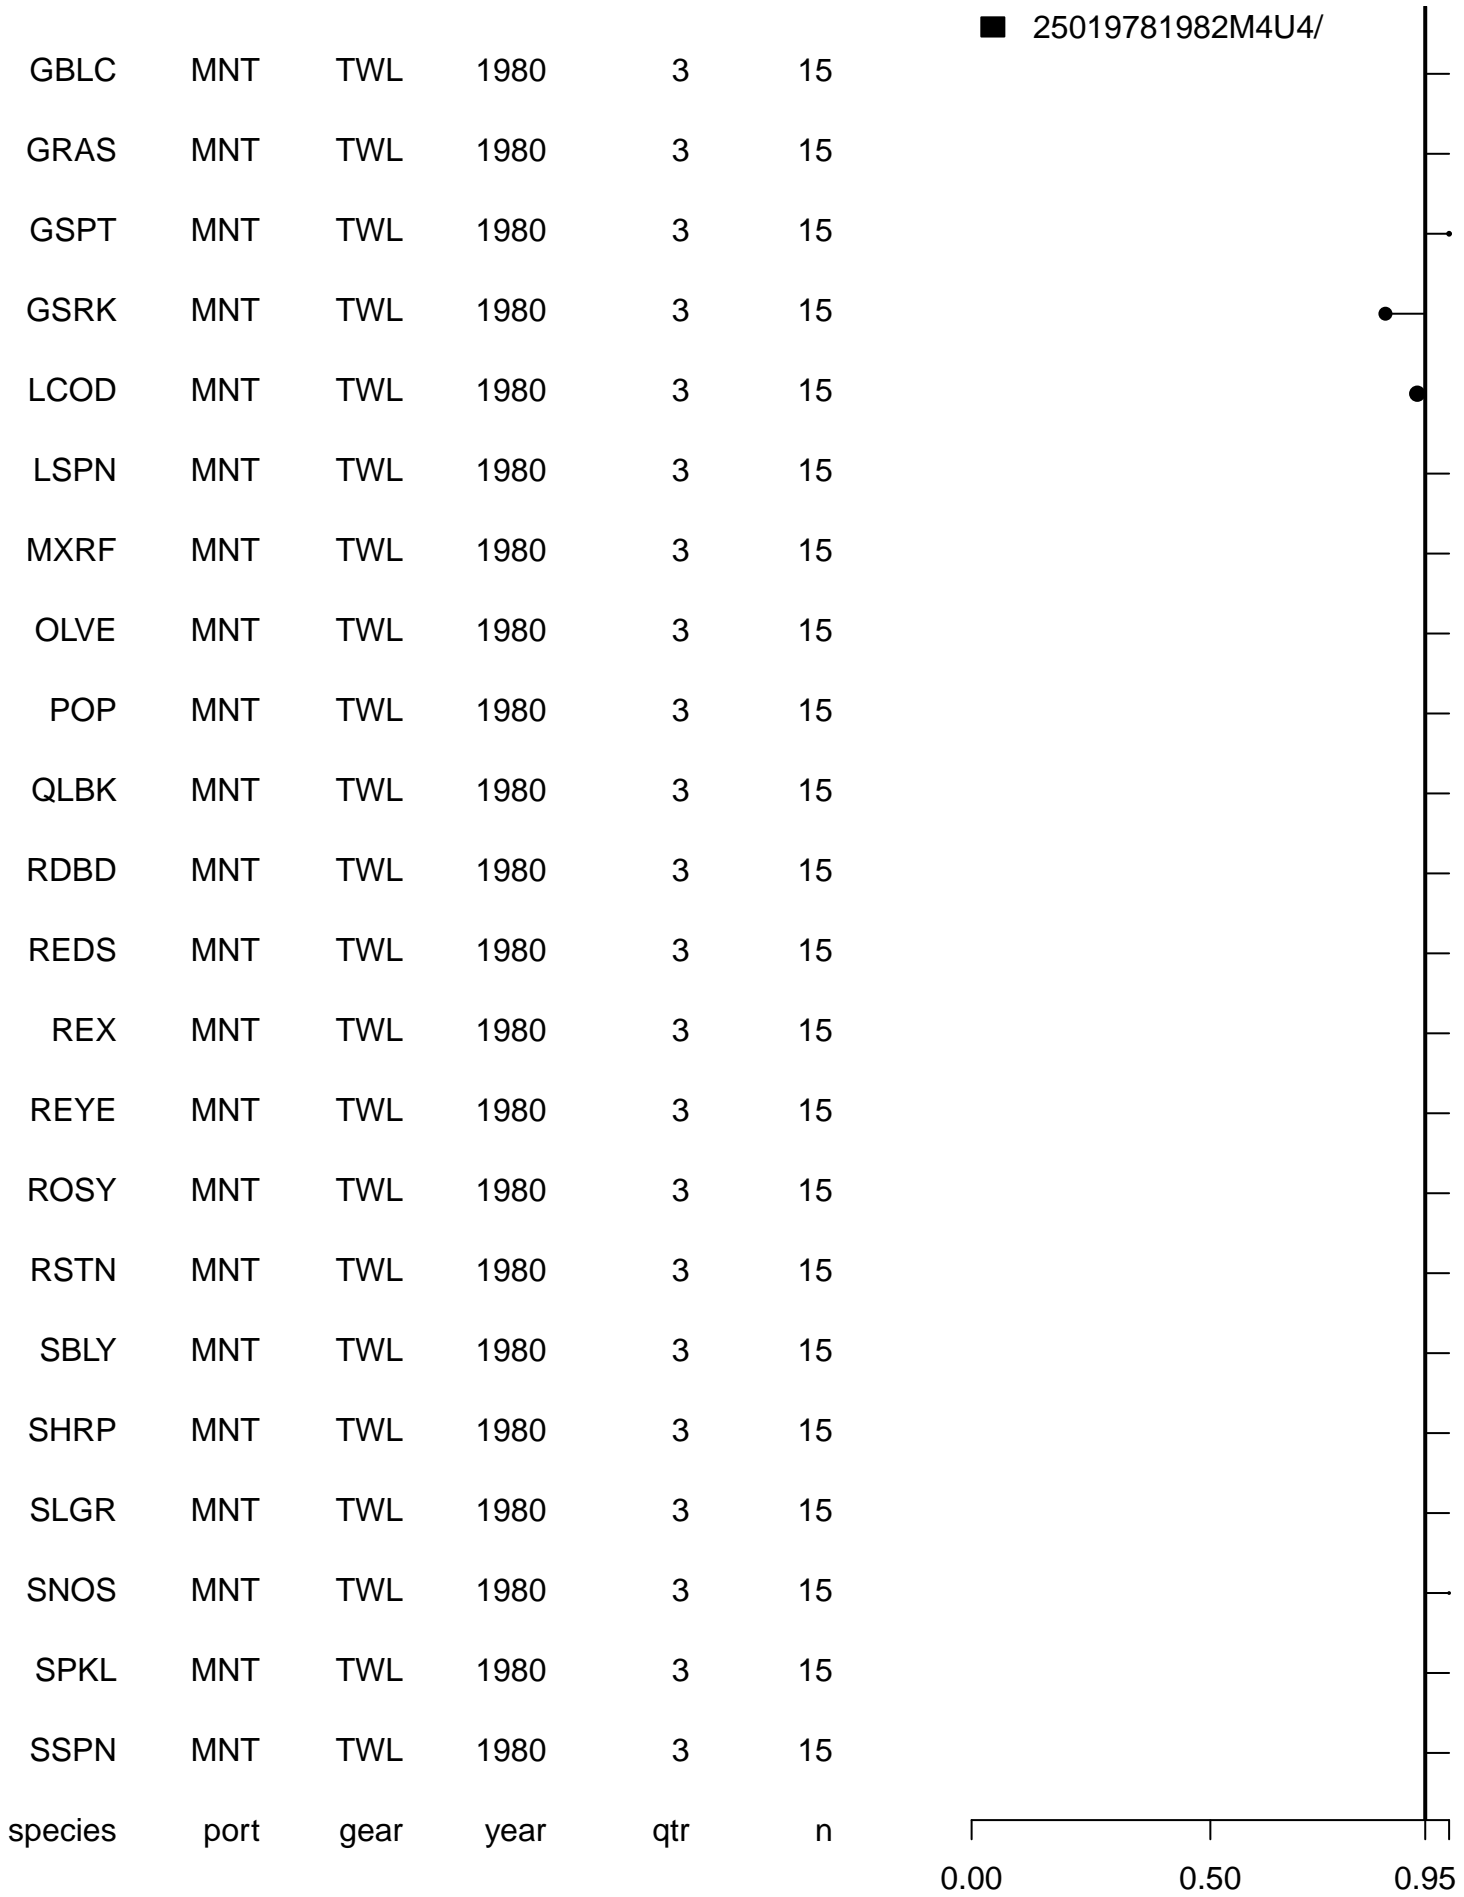 25019781982M4U4/
GBLC MNT TWL 1980 3 15
GRAS MNT TWL 1980 3 15
GSPT MNT TWL 1980 3 15
GSRK MNT TWL 1980 3 15
LCOD MNT TWL 1980 3 15
LSPN MNT TWL 1980 3 15
MXRF MNT TWL 1980 3 15
OLVE MNT TWL 1980 3 15
POP MNT TWL 1980 3 15
QLBK MNT TWL 1980 3 15
RDBD MNT TWL 1980 3 15
REDS MNT TWL 1980 3 15
REX MNT TWL 1980 3 15
REYE MNT TWL 1980 3 15
ROSY MNT TWL 1980 3 15
RSTN MNT TWL 1980 3 15
SBLY MNT TWL 1980 3 15
SHRP MNT TWL 1980 3 15
SLGR MNT TWL 1980 3 15
SNOS MNT TWL 1980 3 15
SPKL MNT TWL 1980 3 15
SSPN MNT TWL 1980 3 15
species port gear year qtr n
0.00 0.50 0.95